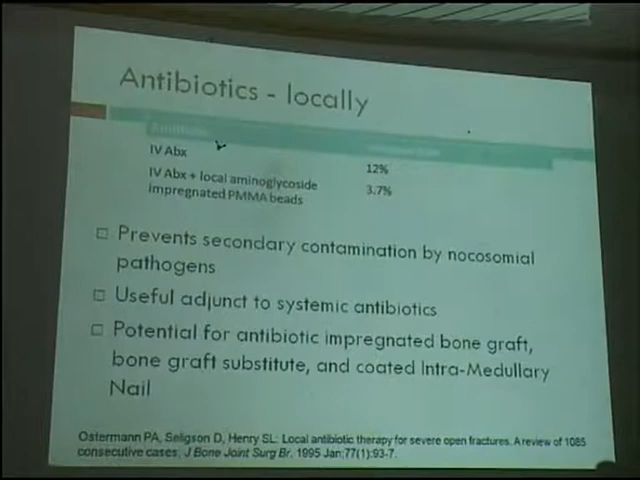 Antibiotics - locally
IV Abx
12%
IV Abx + local aminoglycoside
impregnated PMMA beads
3.7%
Prevents secondary contamination by nocosomial
pathogens
Useful adjunct to systemic antibiotics
Potential for antibiotic impregnated bone graft,
bone graft substitute, and coated Intra-Medullary
Nail
Ostermann PA, Seligson D, Henry SL: Local antibiotic therapy for severe open fractures. A review of 1085
consecutive cases. J Bone Joint Surg Br. 1995 Jan;77(1):93-7.